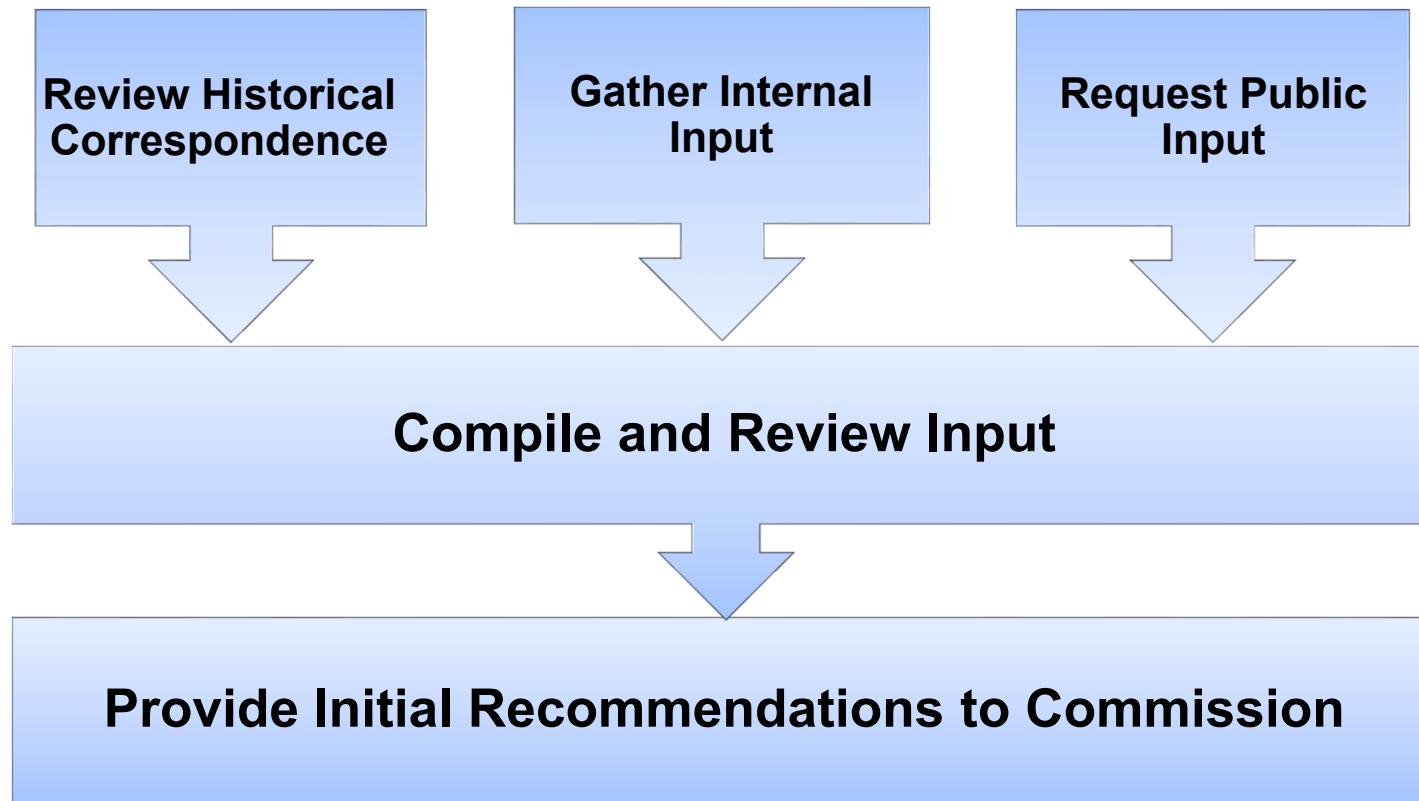 Review Historical
Correspondence
Gather Internal
Input
Request Public
Input
Compile and Review Input
Provide Initial Recommendations to Commission